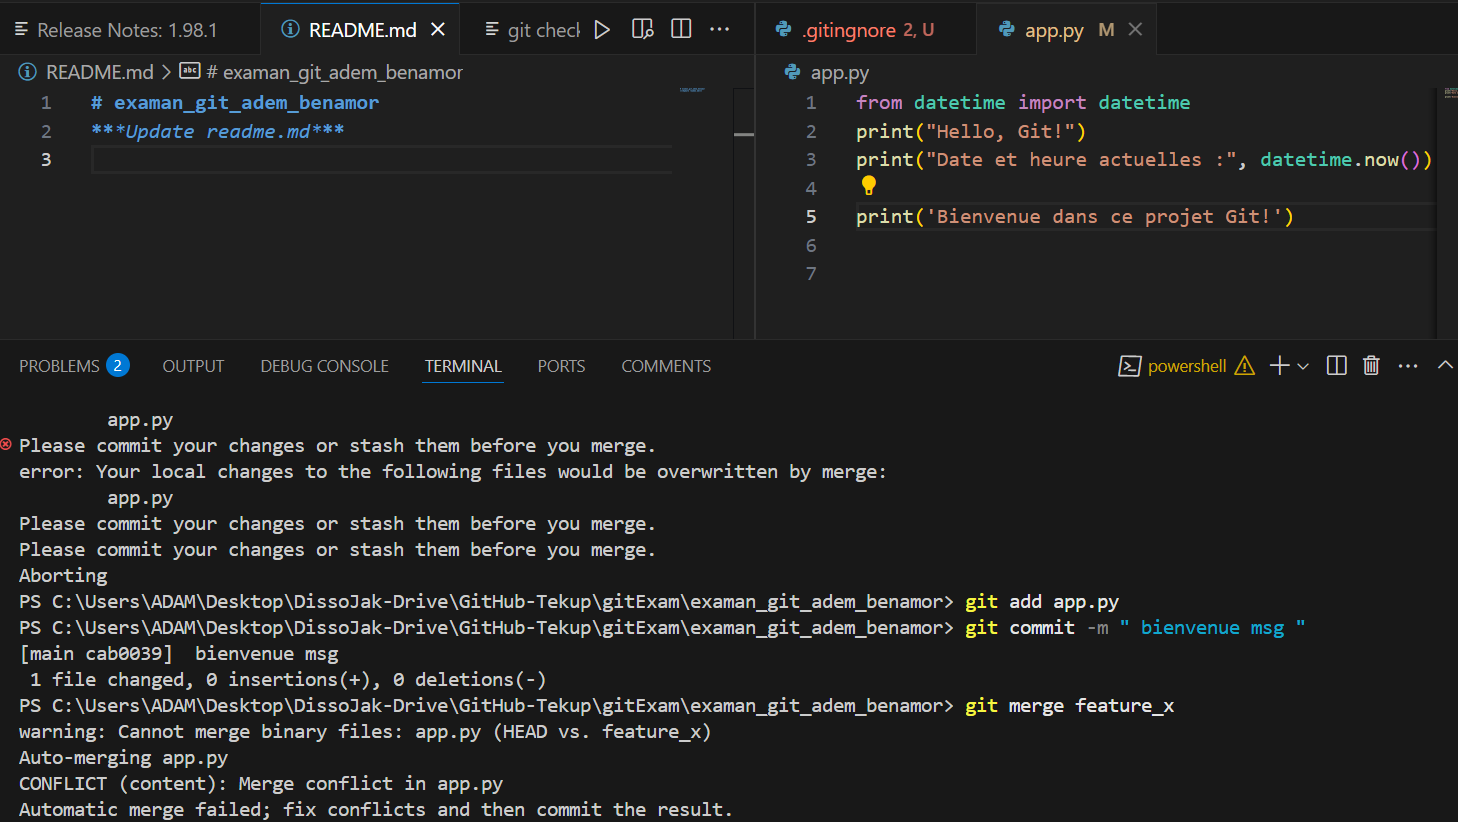 Release Notes: 1.98.1
README.md
git check
.gitingnore 2, U
app.py M
README.md > # examan_git_adem_benamor
app.py
1 # examan_git_adem_benamor
2 ***Update readme.md***
3
1 from datetime import datetime
2 print("Hello, Git!")
3 print("Date et heure actuelles :", datetime.now())
4
5 print('Bienvenue dans ce projet Git!')
6
7
PROBLEMS 2 OUTPUT DEBUG CONSOLE TERMINAL PORTS COMMENTS
powershell
app.py
Please commit your changes or stash them before you merge.
error: Your local changes to the following files would be overwritten by merge:
app.py
Please commit your changes or stash them before you merge.
Please commit your changes or stash them before you merge.
Aborting
PS C:\Users\ADAM\Desktop\DissoJak-Drive\GitHub-Tekup\gitExam\examan_git_adem_benamor> git add app.py
PS C:\Users\ADAM\Desktop\DissoJak-Drive\GitHub-Tekup\gitExam\examan_git_adem_benamor> git commit -m " bienvenue msg "
[main cab0039]  bienvenue msg
1 file changed, 0 insertions(+), 0 deletions(-)
PS C:\Users\ADAM\Desktop\DissoJak-Drive\GitHub-Tekup\gitExam\examan_git_adem_benamor> git merge feature_x
warning: Cannot merge binary files: app.py (HEAD vs. feature_x)
Auto-merging app.py
CONFLICT (content): Merge conflict in app.py
Automatic merge failed; fix conflicts and then commit the result.